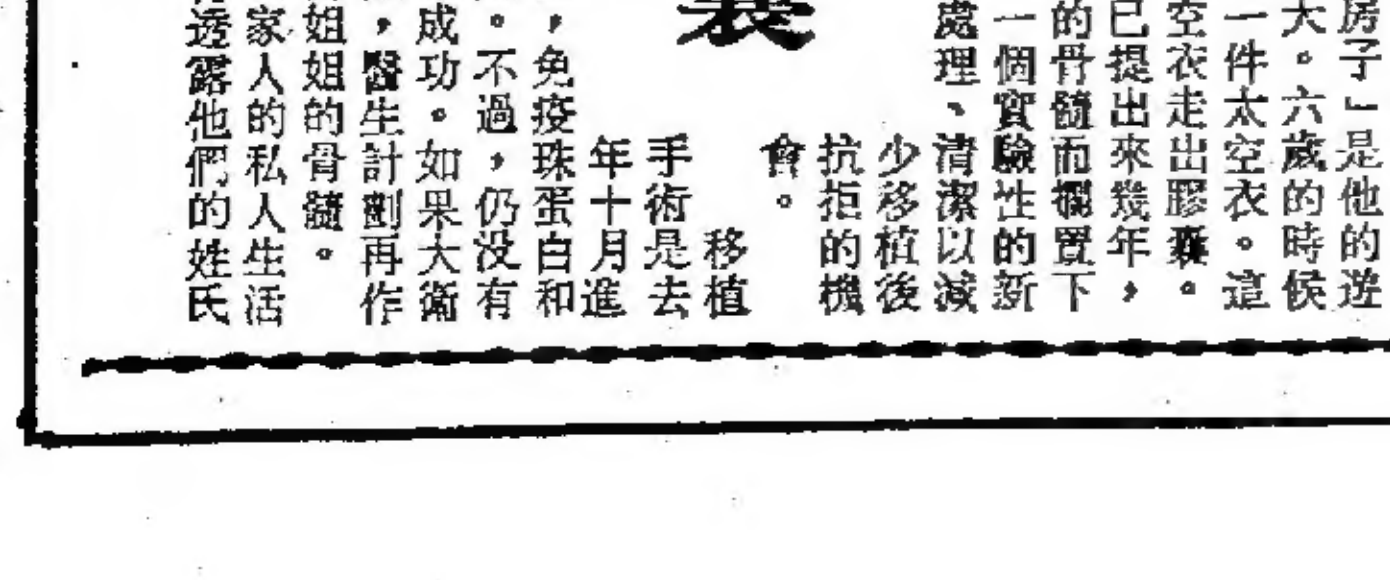 房子」是他的遊
大。六歲的時候
一件太空衣。這
空衣走出膠囊。
已提出來幾年，
的骨髓而擱置下
一個實驗性的新
處理、清潔以減
少移植後
抗拒的機
會。
囊
移植
手術是去
年十月進
，免疫珠蛋白和
。不過，仍没有
成功。如果大衛
，醫生計劃再作
姐姐的骨髓。
家人的私人生活
透露他們的姓氏